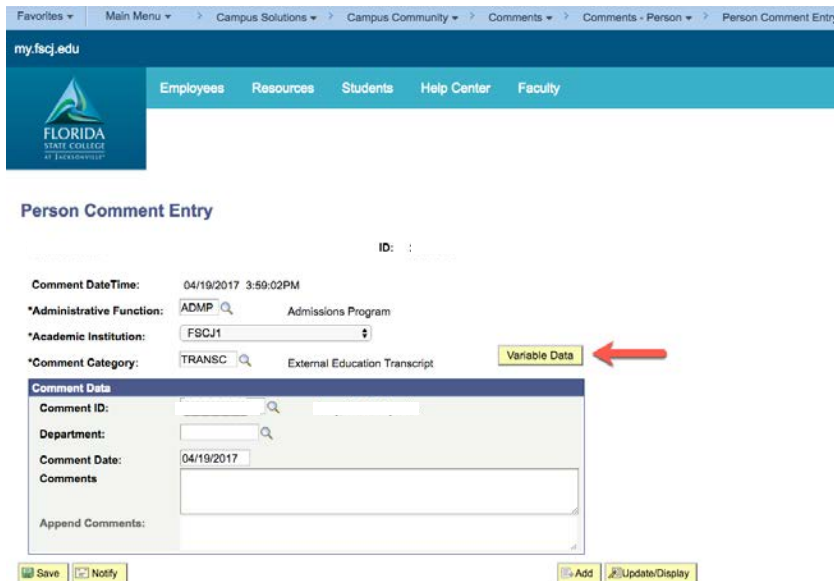 Favorites Main Menu > Campus Solutions > Campus Community > Comments > Comments - Person > Person Comment Entry
my.fscj.edu
Employees Resources Students Help Center Faculty
FLORIDA
STATE COLLEGE
AT JACKSONVILLE
Person Comment Entry
ID: :
Comment DateTime: 04/19/2017 3:59:02PM
*Administrative Function: ADMP Admissions Program
*Academic Institution: FSCJ1
*Comment Category: TRANSC External Education Transcript Variable Data
Comment Data
Comment ID:
Department:
Comment Date: 04/19/2017
Comments
Append Comments:
Save Notify Add Update/Display